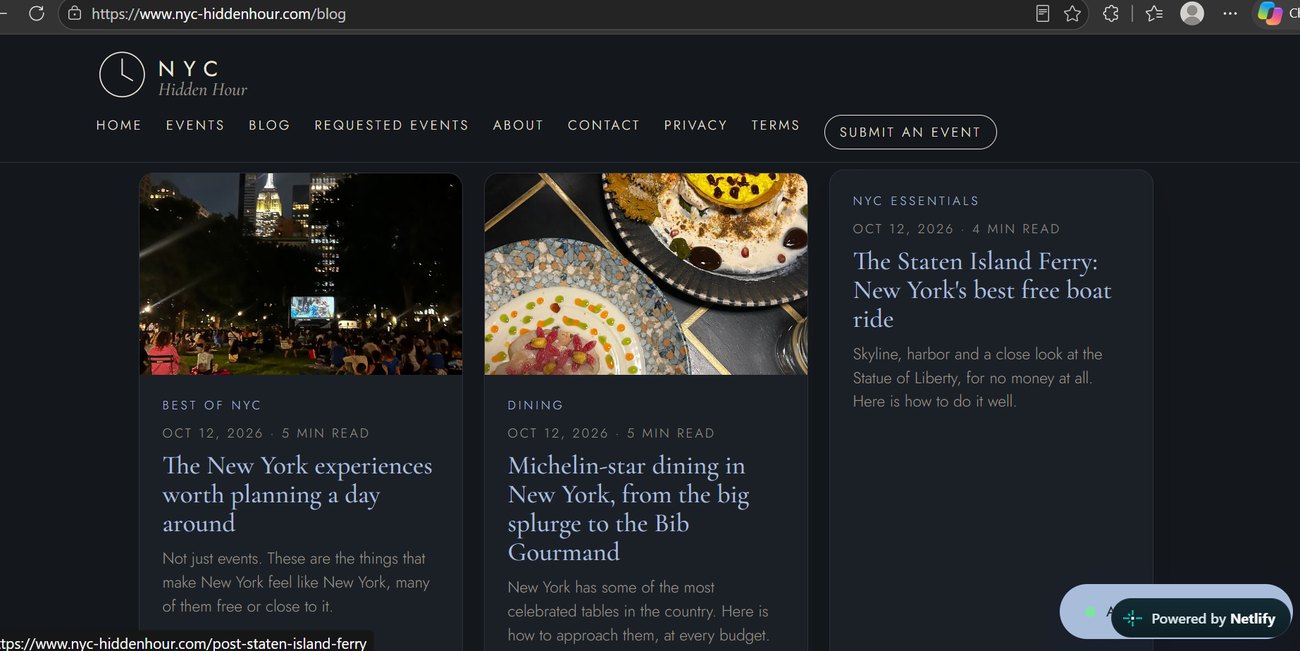 https://www.nyc-hiddenhour.com/blog
NYC
Hidden Hour
HOME EVENTS BLOG REQUESTED EVENTS ABOUT CONTACT PRIVACY TERMS SUBMIT AN EVENT
BEST OF NYC
OCT 12, 2026 · 5 MIN READ
The New York experiences
worth planning a day
around
Not just events. These are the things that
make New York feel like New York, many
of them free or close to it.
DINING
OCT 12, 2026 · 5 MIN READ
Michelin-star dining in
New York, from the big
splurge to the Bib
Gourmand
New York has some of the most
celebrated tables in the country. Here is
how to approach them, at every budget.
NYC ESSENTIALS
OCT 12, 2026 · 4 MIN READ
The Staten Island Ferry:
New York's best free boat
ride
Skyline, harbor and a close look at the
Statue of Liberty, for no money at all.
Here is how to do it well.
Powered by Netlify
ttps://www.nyc-hiddenhour.com/post-staten-island-ferry